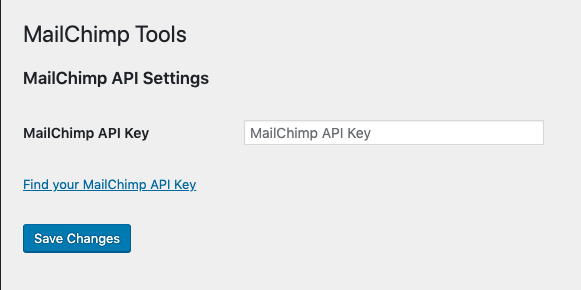 MailChimp Tools
MailChimp API Settings
MailChimp API Key MailChimp API Key
Find your MailChimp API Key
Save Changes